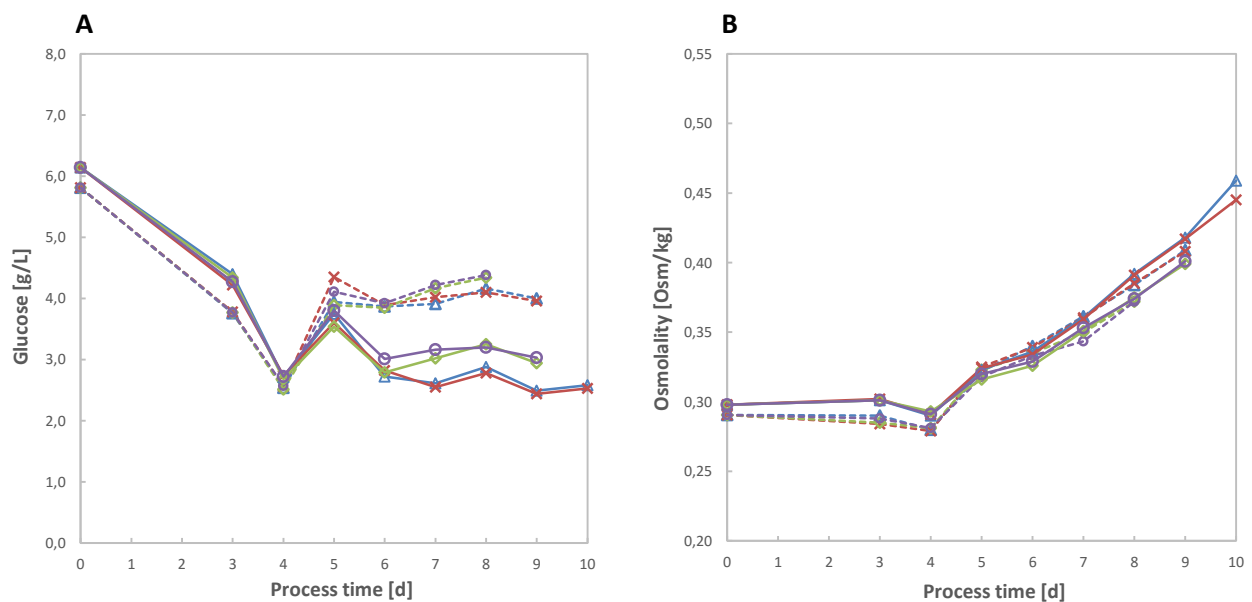 A
8,0
7,0
6,0
5,0
4,0
3,0
2,0
1,0
0,0
Glucose [g/L]
0 1 2 3 4 5 6 7 8 9 10
Process time [d]
B
0,55
0,50
0,45
0,40
0,35
0,30
0,25
0,20
Osmolality [Osm/kg]
0 1 2 3 4 5 6 7 8 9 10
Process time [d]